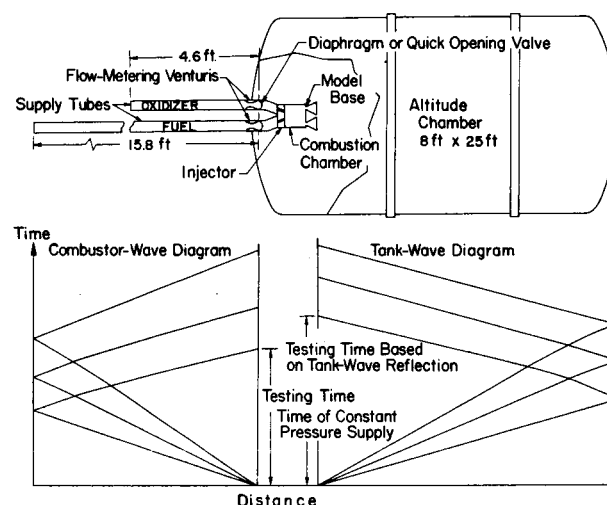 4.6 ft.
Diaphragm or Quick Opening Valve
Flow-Metering Venturis
Model
Base
Supply Tubes
OXIDIZER
FUEL
Altitude
Chamber
8 ft x 25 ft
Combustion
Chamber
15.8 ft
Injector
Time
Combustor-Wave Diagram
Tank-Wave Diagram
Testing Time Based
on Tank-Wave Reflection
Testing Time
Time of Constant
Pressure Supply
Distance